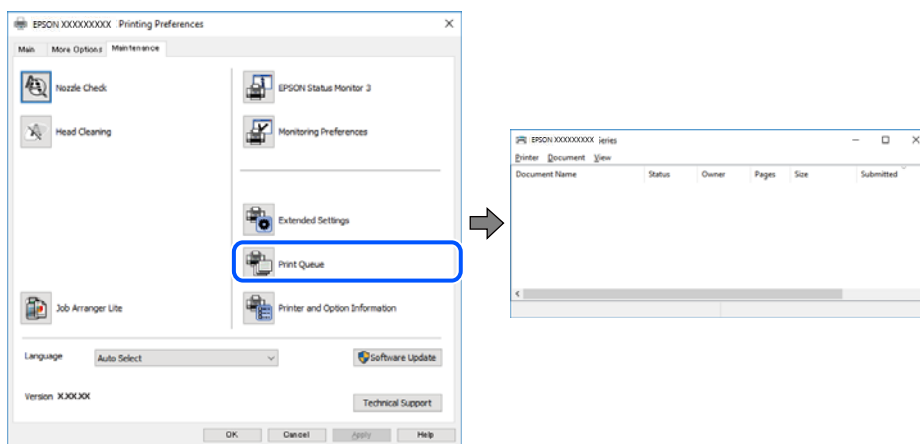 EPSON XXXXXXXXX Printing Preferences
Main More Options Maintenance
Nozzle Check
EPSON Status Monitor 3
Head Cleaning
Monitoring Preferences
Extended Settings
Print Queue
Job Arranger Lite
Printer and Option Information
Language Auto Select Software Update
Version X.XX.XX
Technical Support
OK Cancel Apply Help
EPSON XXXXXXXXX ieries
Printer Document View
Document Name Status Owner Pages Size Submitted